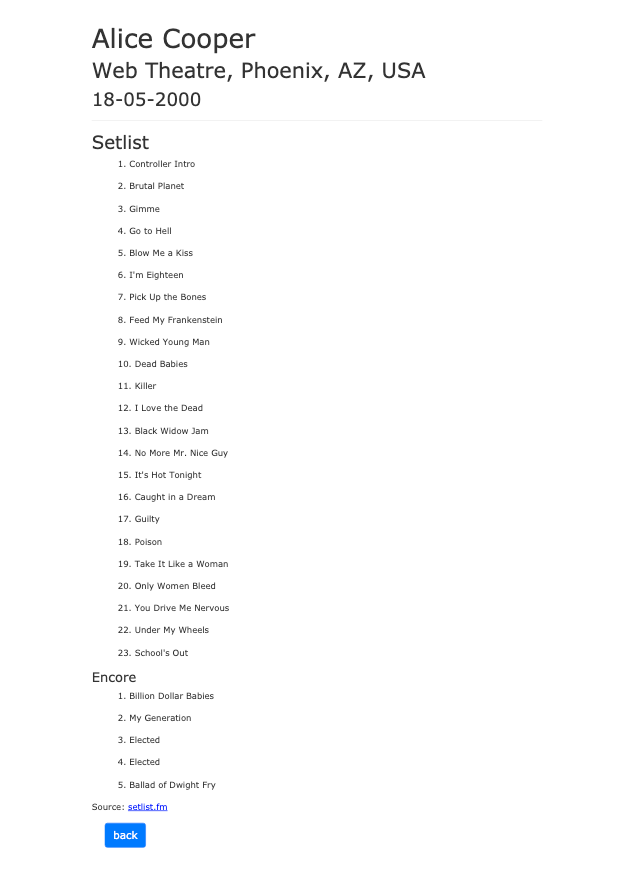 Alice Cooper
Web Theatre, Phoenix, AZ, USA
18-05-2000
Setlist
1. Controller Intro
2. Brutal Planet
3. Gimme
4. Go to Hell
5. Blow Me a Kiss
6. I'm Eighteen
7. Pick Up the Bones
8. Feed My Frankenstein
9. Wicked Young Man
10. Dead Babies
11. Killer
12. I Love the Dead
13. Black Widow Jam
14. No More Mr. Nice Guy
15. It's Hot Tonight
16. Caught in a Dream
17. Guilty
18. Poison
19. Take It Like a Woman
20. Only Women Bleed
21. You Drive Me Nervous
22. Under My Wheels
23. School's Out
Encore
1. Billion Dollar Babies
2. My Generation
3. Elected
4. Elected
5. Ballad of Dwight Fry
Source: setlist.fm
back